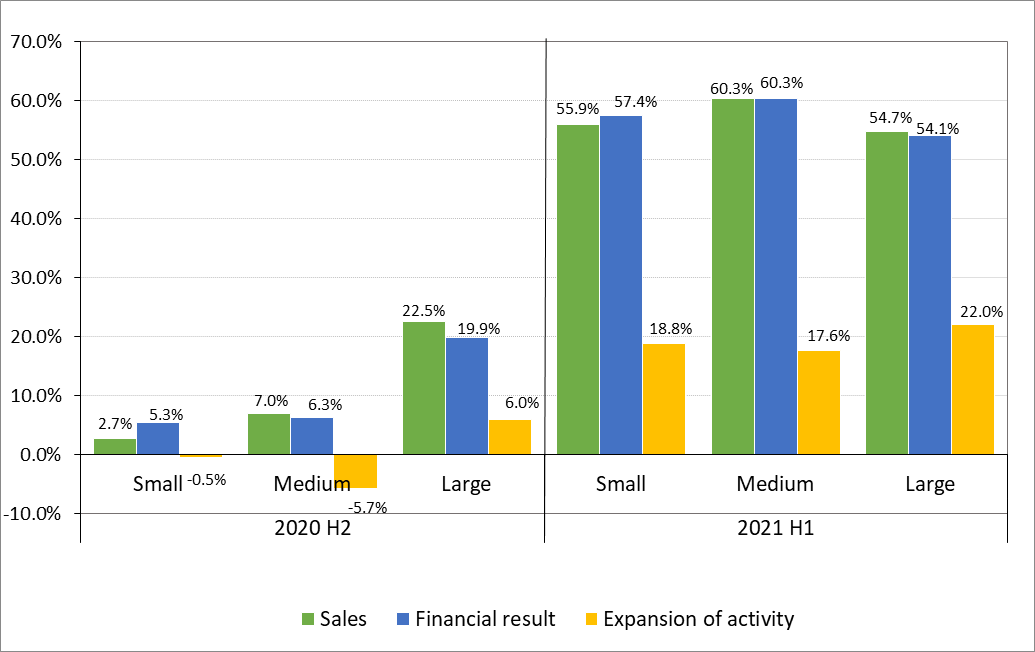 70.0%
60.0%
50.0%
40.0%
30.0%
20.0%
10.0%
0.0%
-10.0%
2.7% 5.3% -0.5%
7.0% 6.3% -5.7%
22.5% 19.9% 6.0%
55.9% 57.4% 18.8%
60.3% 60.3% 17.6%
54.7% 54.1% 22.0%
Small Medium Large Small Medium Large
2020 H2 2021 H1
Sales Financial result Expansion of activity